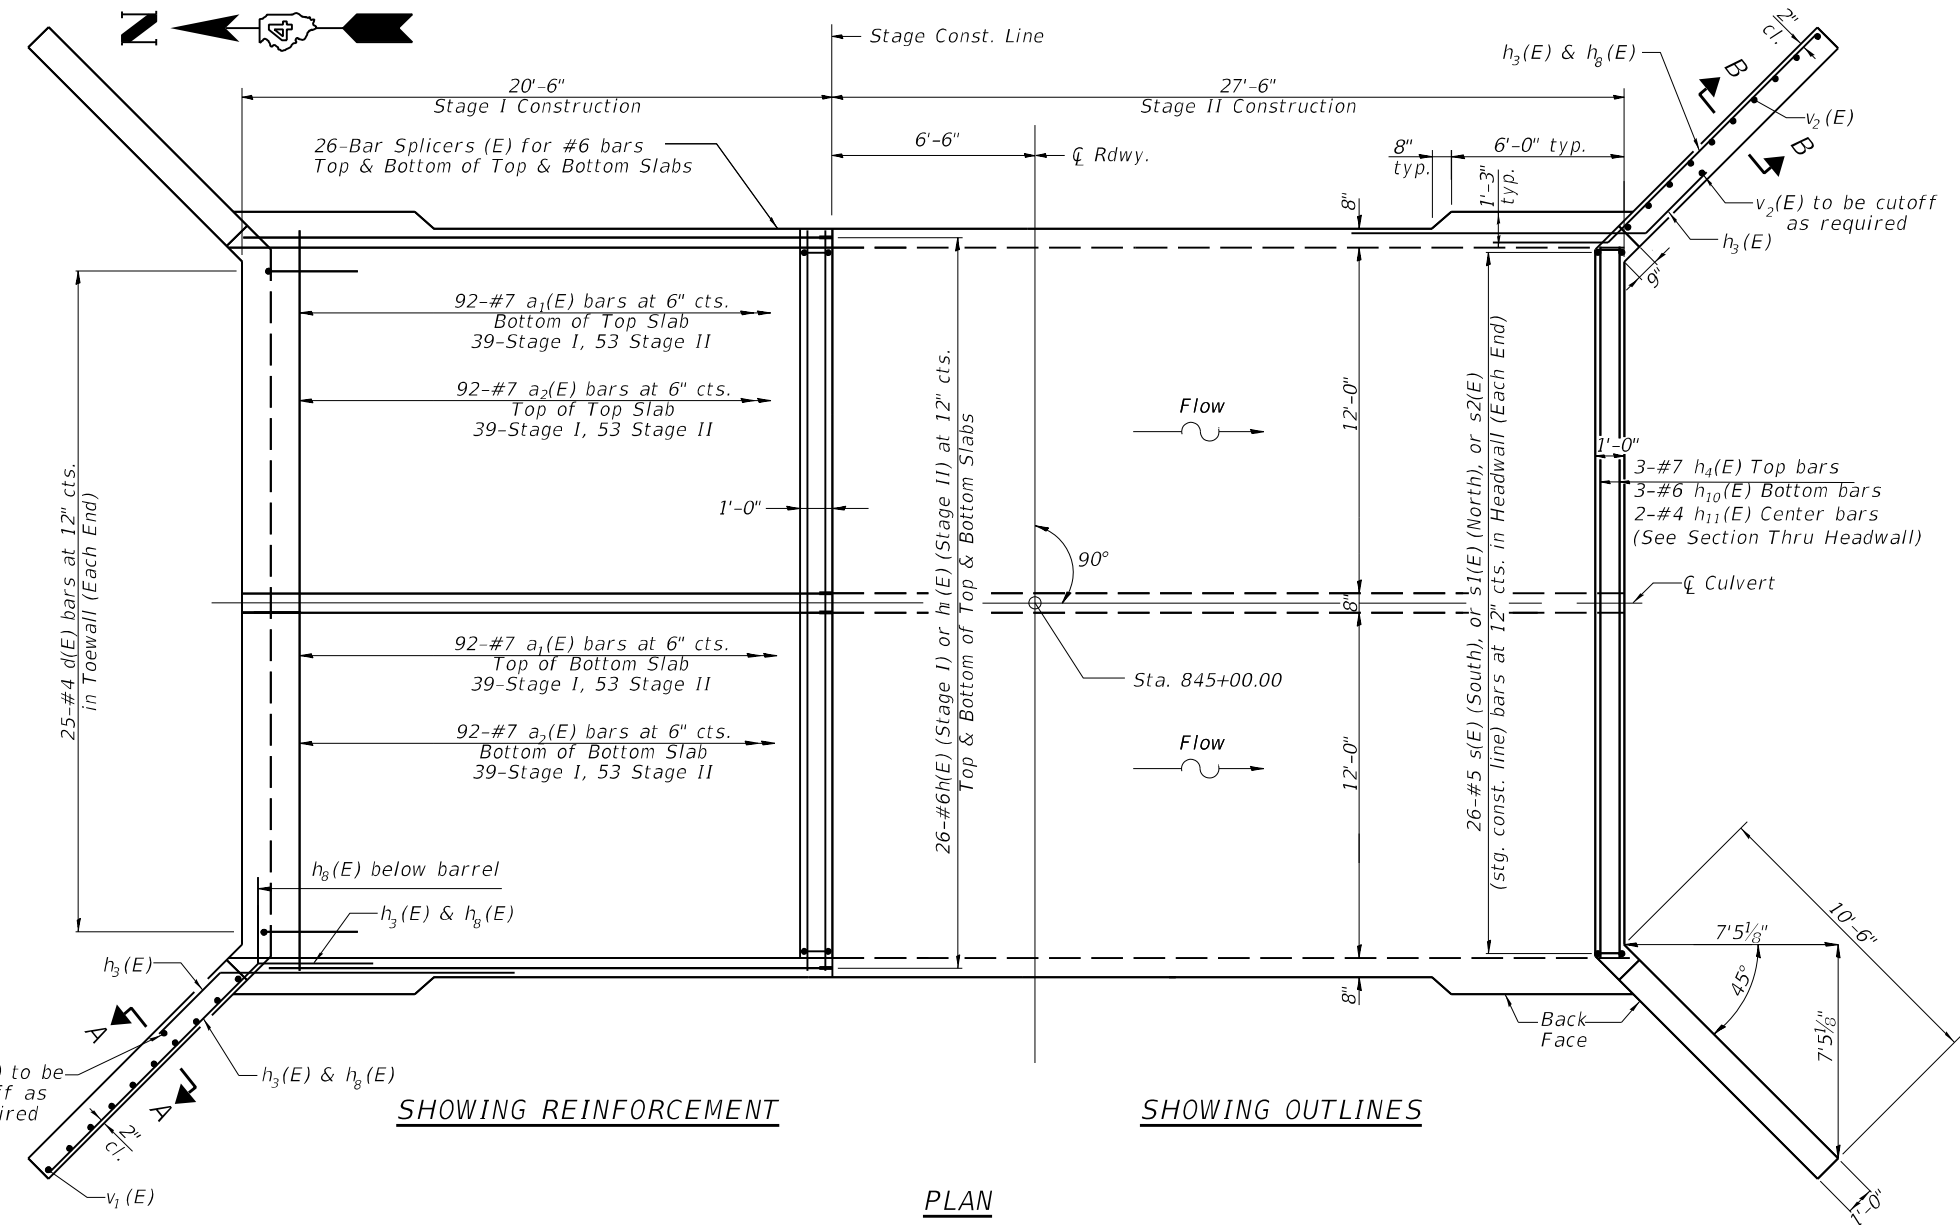 N
4
Stage Const. Line
20'-6"
Stage I Construction
27'-6"
Stage II Construction
26-Bar Splicers (E) for #6 bars
Top & Bottom of Top & Bottom Slabs
6'-6"
℄ Rdwy.
8"
typ.
6'-0" typ.
1'-3"
typ.
8"
h3(E) & h8(E)
2"
cl.
B
B
v2(E)
v2(E) to be cutoff
as required
h3(E)
9"
92-#7 a1(E) bars at 6" cts.
Bottom of Top Slab
39-Stage I, 53 Stage II
92-#7 a2(E) bars at 6" cts.
Top of Top Slab
39-Stage I, 53 Stage II
25-#4 d(E) bars at 12" cts.
in Toewall (Each End)
1'-0"
26-#6h(E) (Stage I) or h1(E) (Stage II) at 12" cts.
Top & Bottom of Top & Bottom Slabs
Flow
12'-0"
90°
26-#5 s(E) (South), or s1(E) (North), or s2(E)
(stg. const. line) bars at 12" cts. in Headwall (Each End)
1'-0"
3-#7 h4(E) Top bars
3-#6 h10(E) Bottom bars
2-#4 h11(E) Center bars
(See Section Thru Headwall)
℄ Culvert
8"
92-#7 a1(E) bars at 6" cts.
Top of Bottom Slab
39-Stage I, 53 Stage II
Sta. 845+00.00
92-#7 a2(E) bars at 6" cts.
Bottom of Bottom Slab
39-Stage I, 53 Stage II
Flow
12'-0"
h8(E) below barrel
h3(E) & h8(E)
h3(E)
A
A
) to be
ff as
ired
h3(E) & h8(E)
2"
cl.
v1(E)
8"
Back
Face
7'5⅛"
45°
7'5⅛"
10'-6"
1'-0"
SHOWING REINFORCEMENT
SHOWING OUTLINES
PLAN